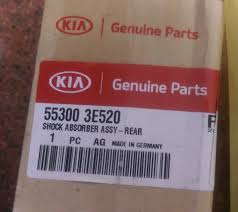 KIA Genuine Parts
KIA Genuine Parts
55300 3E520
SHOCK ABSORBER ASSY-REAR
1 PC AG MADE IN GERMANY